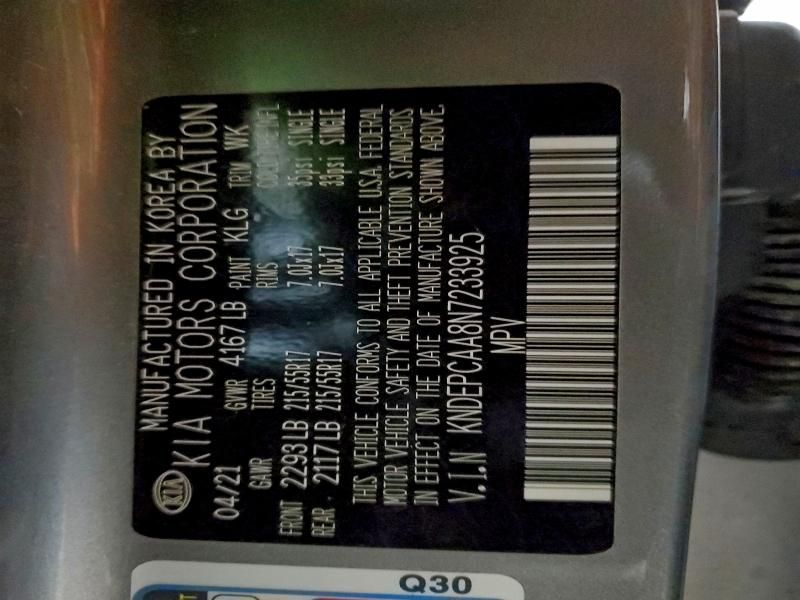 KIA
MANUFACTURED IN KOREA BY
KIA MOTORS CORPORATION
04/21 GVWR 4167 LB PAINT KLG TRIM WK
GAWR TIRES RIMS
FRONT 2293 LB 215/55R17 7.0Jx17 35psi SINGLE
REAR 2117 LB 215/55R17 7.0Jx17 33psi SINGLE
THIS VEHICLE CONFORMS TO ALL APPLICABLE U.S.A. FEDERAL
MOTOR VEHICLE SAFETY AND THEFT PREVENTION STANDARDS
IN EFFECT ON THE DATE OF MANUFACTURE SHOWN ABOVE.
V.I.N KNDEPCAA8N7233925
MPV
Q30